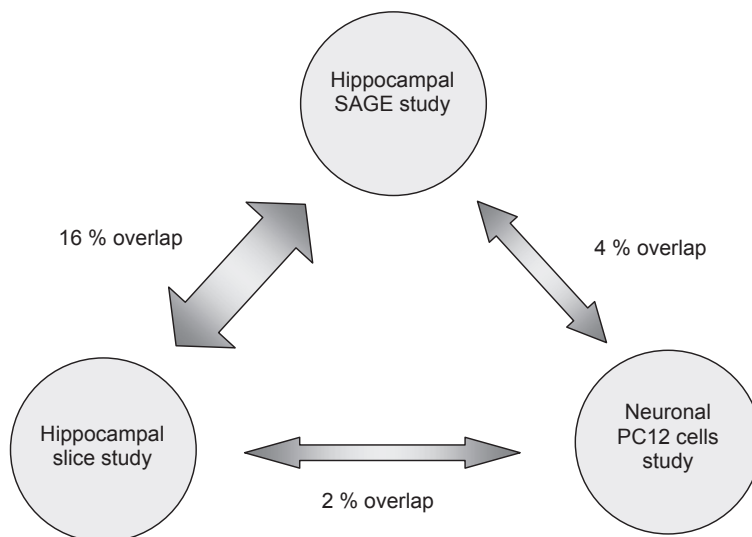 Hippocampal
SAGE study
16 % overlap
4 % overlap
Hippocampal
slice study
Neuronal
PC12 cells
study
2 % overlap